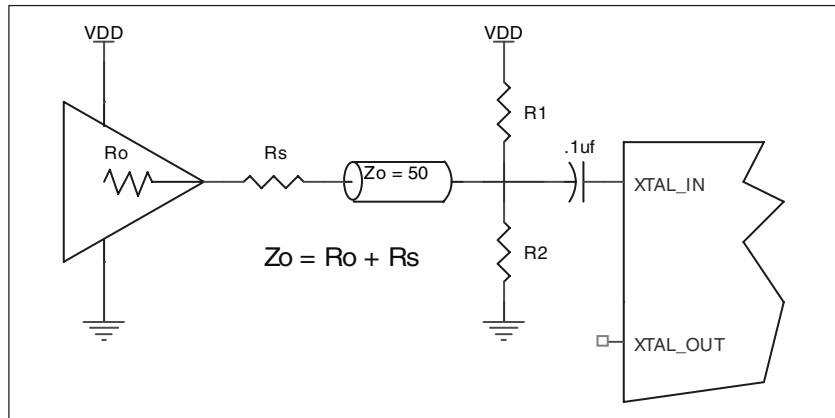 VDD
VDD
R1
Ro
Rs
Zo = 50
.1uf
XTAL_IN
R2
Zo = Ro + Rs
XTAL_OUT